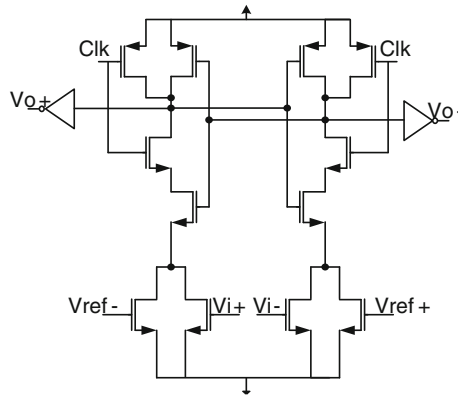 Clk
Clk
Vo+
Vo-
Vref-
Vi+
Vi-
Vref+